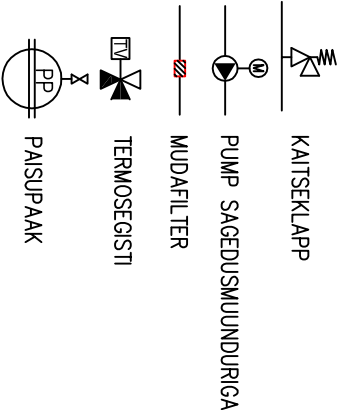 KAITSEKLAPP
M
PUMP SAGEDUSMUUNDURIGA
MUDAFILTER
TV
TERMOSEGISTI
PP
PAISUPAAK